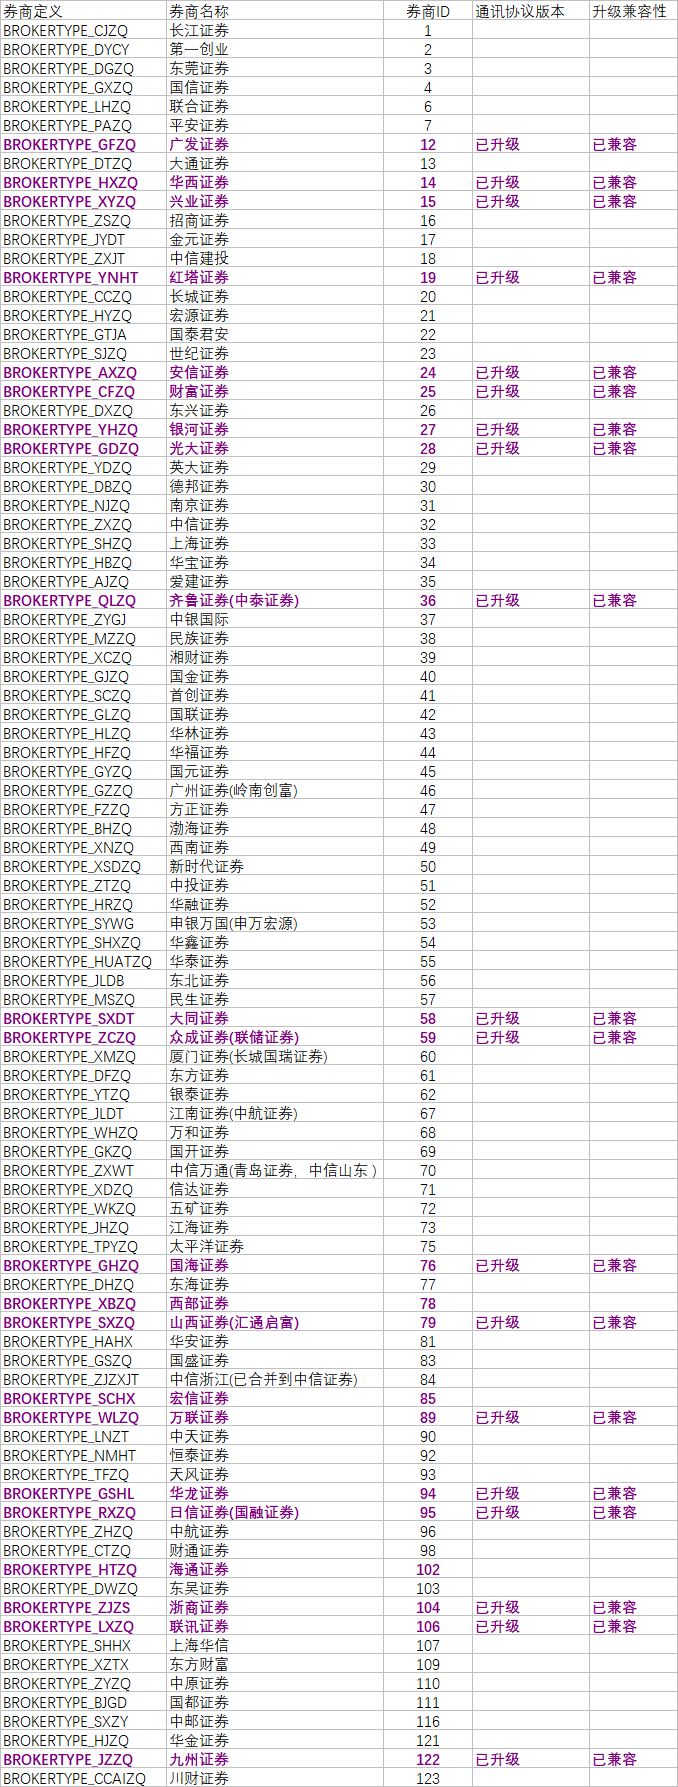 券商定义 券商名称 券商ID 通讯协议版本 升级兼容性
BROKERTYPE_CJZQ 长江证券 1
BROKERTYPE_DYCY 第一创业 2
BROKERTYPE_DGZQ 东莞证券 3
BROKERTYPE_GXZQ 国信证券 4
BROKERTYPE_LHZQ 联合证券 6
BROKERTYPE_PAZQ 平安证券 7
BROKERTYPE_GFZQ 广发证券 12 已升级 已兼容
BROKERTYPE_DTZQ 大通证券 13
BROKERTYPE_HXZQ 华西证券 14 已升级 已兼容
BROKERTYPE_XYZQ 兴业证券 15 已升级 已兼容
BROKERTYPE_ZSZQ 招商证券 16
BROKERTYPE_JYDT 金元证券 17
BROKERTYPE_ZXJT 中信建投 18
BROKERTYPE_YNHT 红塔证券 19 已升级 已兼容
BROKERTYPE_CCZQ 长城证券 20
BROKERTYPE_HYZQ 宏源证券 21
BROKERTYPE_GTJA 国泰君安 22
BROKERTYPE_SJZQ 世纪证券 23
BROKERTYPE_AXZQ 安信证券 24 已升级 已兼容
BROKERTYPE_CFZQ 财富证券 25 已升级 已兼容
BROKERTYPE_DXZQ 东兴证券 26
BROKERTYPE_YHZQ 银河证券 27 已升级 已兼容
BROKERTYPE_GDZQ 光大证券 28 已升级 已兼容
BROKERTYPE_YDZQ 英大证券 29
BROKERTYPE_DBZQ 德邦证券 30
BROKERTYPE_NJZQ 南京证券 31
BROKERTYPE_ZXZQ 中信证券 32
BROKERTYPE_SHZQ 上海证券 33
BROKERTYPE_HBZQ 华宝证券 34
BROKERTYPE_AJZQ 爱建证券 35
BROKERTYPE_QLZQ 齐鲁证券(中泰证券) 36 已升级 已兼容
BROKERTYPE_ZYGJ 中银国际 37
BROKERTYPE_MZZQ 民族证券 38
BROKERTYPE_XCZQ 湘财证券 39
BROKERTYPE_GJZQ 国金证券 40
BROKERTYPE_SCZQ 首创证券 41
BROKERTYPE_GLZQ 国联证券 42
BROKERTYPE_HLZQ 华林证券 43
BROKERTYPE_HFZQ 华福证券 44
BROKERTYPE_GYZQ 国元证券 45
BROKERTYPE_GZZQ 广州证券(岭南创富) 46
BROKERTYPE_FZZQ 方正证券 47
BROKERTYPE_BHZQ 渤海证券 48
BROKERTYPE_XNZQ 西南证券 49
BROKERTYPE_XSDZQ 新时代证券 50
BROKERTYPE_ZTZQ 中投证券 51
BROKERTYPE_HRZQ 华融证券 52
BROKERTYPE_SYWG 申银万国(申万宏源) 53
BROKERTYPE_SHXZQ 华鑫证券 54
BROKERTYPE_HUATZQ 华泰证券 55
BROKERTYPE_JLDB 东北证券 56
BROKERTYPE_MSZQ 民生证券 57
BROKERTYPE_SXDT 大同证券 58 已升级 已兼容
BROKERTYPE_ZCZQ 众成证券(联储证券) 59 已升级 已兼容
BROKERTYPE_XMZQ 厦门证券(长城国瑞证券) 60
BROKERTYPE_DFZQ 东方证券 61
BROKERTYPE_YTZQ 银泰证券 62
BROKERTYPE_JLDT 江南证券(中航证券) 67
BROKERTYPE_WHZQ 万和证券 68
BROKERTYPE_GKZQ 国开证券 69
BROKERTYPE_ZXWT 中信万通(青岛证券，中信山东 ) 70
BROKERTYPE_XDZQ 信达证券 71
BROKERTYPE_WKZQ 五矿证券 72
BROKERTYPE_JHZQ 江海证券 73
BROKERTYPE_TPYZQ 太平洋证券 75
BROKERTYPE_GHZQ 国海证券 76 已升级 已兼容
BROKERTYPE_DHZQ 东海证券 77
BROKERTYPE_XBZQ 西部证券 78
BROKERTYPE_SXZQ 山西证券(汇通启富) 79 已升级 已兼容
BROKERTYPE_HAHX 华安证券 81
BROKERTYPE_GSZQ 国盛证券 83
BROKERTYPE_ZJZXJT 中信浙江(已合并到中信证券) 84
BROKERTYPE_SCHX 宏信证券 85
BROKERTYPE_WLZQ 万联证券 89 已升级 已兼容
BROKERTYPE_LNZT 中天证券 90
BROKERTYPE_NMHT 恒泰证券 92
BROKERTYPE_TFZQ 天风证券 93
BROKERTYPE_GSHL 华龙证券 94 已升级 已兼容
BROKERTYPE_RXZQ 日信证券(国融证券) 95 已升级 已兼容
BROKERTYPE_ZHZQ 中航证券 96
BROKERTYPE_CTZQ 财通证券 98
BROKERTYPE_HTZQ 海通证券 102
BROKERTYPE_DWZQ 东吴证券 103
BROKERTYPE_ZJZS 浙商证券 104 已升级 已兼容
BROKERTYPE_LXZQ 联讯证券 106 已升级 已兼容
BROKERTYPE_SHHX 上海华信 107
BROKERTYPE_XZTX 东方财富 109
BROKERTYPE_ZYZQ 中原证券 110
BROKERTYPE_BJGD 国都证券 111
BROKERTYPE_SXZY 中邮证券 116
BROKERTYPE_HJZQ 华金证券 121
BROKERTYPE_JZZQ 九州证券 122 已升级 已兼容
BROKERTYPE_CCAIZQ 川财证券 123